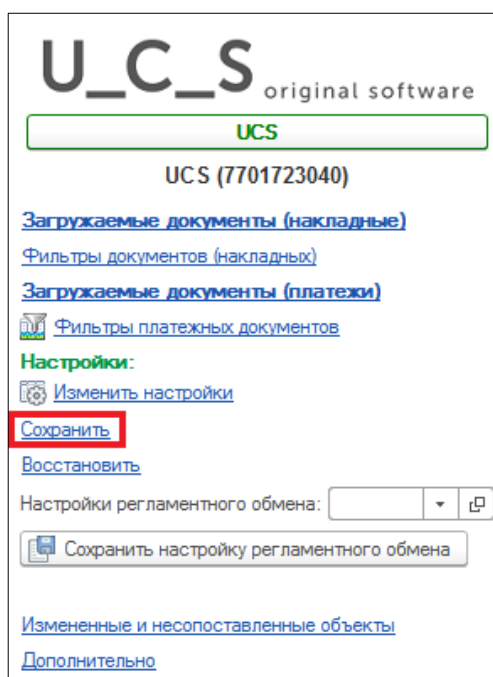 U_C_S original software
UCS
UCS (7701723040)
Загружаемые документы (накладные)
Фильтры документов (накладных)
Загружаемые документы (платежи)
Фильтры платежных документов
Настройки:
Изменить настройки
Сохранить
Восстановить
Настройки регламентного обмена:
Сохранить настройку регламентного обмена
Измененные и несопоставленные объекты
Дополнительно